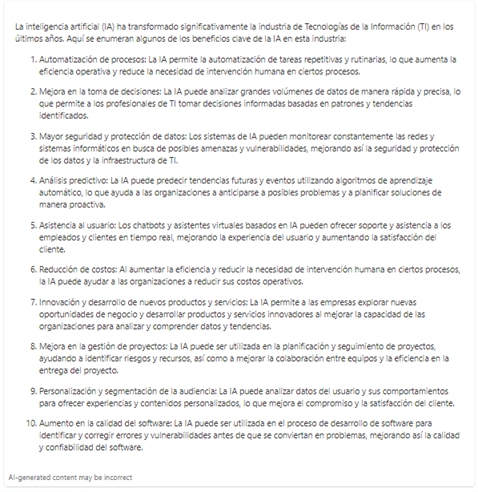 La inteligencia artificial (IA) ha transformado significativamente la industria de Tecnologías de la Información (TI) en los
últimos años. Aquí se enumeran algunos de los beneficios clave de la IA en esta industria:
1. Automatización de procesos: La IA permite la automatización de tareas repetitivas y rutinarias, lo que aumenta la
eficiencia operativa y reduce la necesidad de intervención humana en ciertos procesos.
2. Mejora en la toma de decisiones: La IA puede analizar grandes volúmenes de datos de manera rápida y precisa, lo
que permite a los profesionales de TI tomar decisiones informadas basadas en patrones y tendencias
identificados.
3. Mayor seguridad y protección de datos: Los sistemas de IA pueden monitorear constantemente las redes y
sistemas informáticos en busca de posibles amenazas y vulnerabilidades, mejorando así la seguridad y protección
de los datos y la infraestructura de TI.
4. Análisis predictivo: La IA puede predecir tendencias futuras y eventos utilizando algoritmos de aprendizaje
automático, lo que ayuda a las organizaciones a anticiparse a posibles problemas y a planificar soluciones de
manera proactiva.
5. Asistencia al usuario: Los chatbots y asistentes virtuales basados en IA pueden ofrecer soporte y asistencia a los
empleados y clientes en tiempo real, mejorando la experiencia del usuario y aumentando la satisfacción del
cliente.
6. Reducción de costos: Al aumentar la eficiencia y reducir la necesidad de intervención humana en ciertos procesos,
la IA puede ayudar a las organizaciones a reducir sus costos operativos.
7. Innovación y desarrollo de nuevos productos y servicios: La IA permite a las empresas explorar nuevas
oportunidades de negocio y desarrollar productos y servicios innovadores al mejorar la capacidad de las
organizaciones para analizar y comprender datos y tendencias.
8. Mejora en la gestión de proyectos: La IA puede ser utilizada en la planificación y seguimiento de proyectos,
ayudando a identificar riesgos y recursos, así como a mejorar la colaboración entre equipos y la eficiencia en la
entrega del proyecto.
9. Personalización y segmentación de la audiencia: La IA puede analizar datos del usuario y sus comportamientos
para ofrecer experiencias y contenidos personalizados, lo que mejora el compromiso y la satisfacción del cliente.
10. Aumento en la calidad del software: La IA puede ser utilizada en el proceso de desarrollo de software para
identificar y corregir errores y vulnerabilidades antes de que se conviertan en problemas, mejorando así la calidad
y confiabilidad del software.
AI-generated content may be incorrect